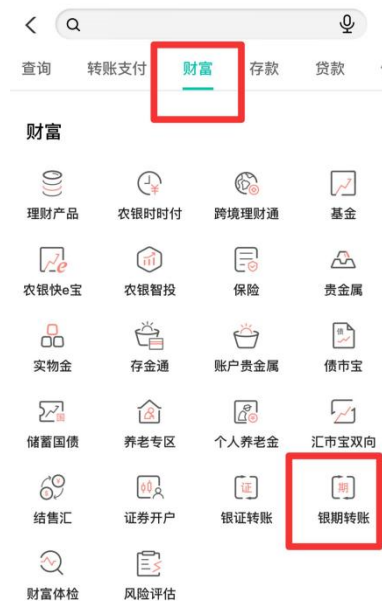 查询 转账支付 财富 存款 贷款
财富
理财产品 农银时时付 跨境理财通 基金
农银快e宝 农银智投 保险 贵金属
实物金 存金通 账户贵金属 债市宝
储蓄国债 养老专区 个人养老金 汇市宝双向
结售汇 证券开户 银证转账 银期转账
财富体检 风险评估